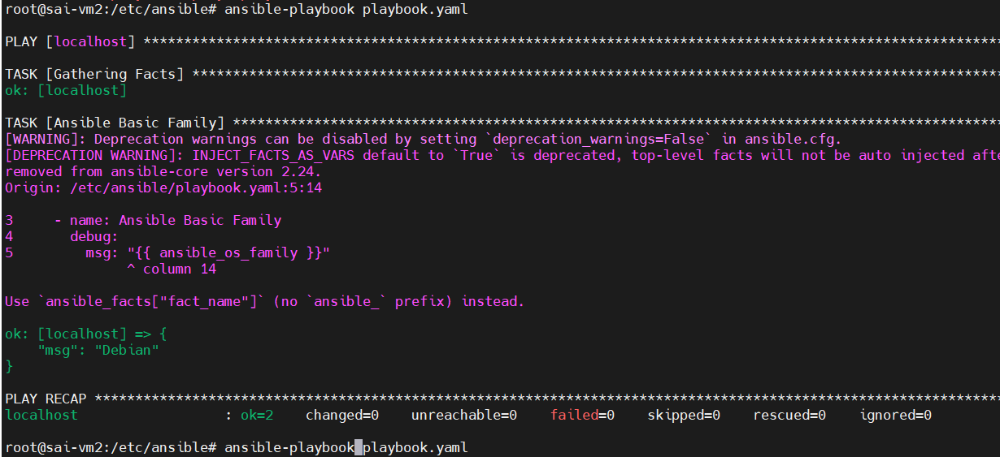 root@sai-vm2:/etc/ansible# ansible-playbook playbook.yaml
PLAY [localhost] *********************************************************************************************************
TASK [Gathering Facts] ***************************************************************************************************
ok: [localhost]
TASK [Ansible Basic Family] **********************************************************************************************
[WARNING]: Deprecation warnings can be disabled by setting `deprecation_warnings=False` in ansible.cfg.
[DEPRECATION WARNING]: INJECT_FACTS_AS_VARS default to `True` is deprecated, top-level facts will not be auto injected afte
removed from ansible-core version 2.24.
Origin: /etc/ansible/playbook.yaml:5:14
3     - name: Ansible Basic Family
4       debug:
5         msg: "{{ ansible_os_family }}"
               ^ column 14
Use `ansible_facts["fact_name"]` (no `ansible_` prefix) instead.
ok: [localhost] => {
    "msg": "Debian"
}
PLAY RECAP ***************************************************************************************************************
localhost                  : ok=2    changed=0    unreachable=0    failed=0    skipped=0    rescued=0    ignored=0
root@sai-vm2:/etc/ansible# ansible-playbook playbook.yaml